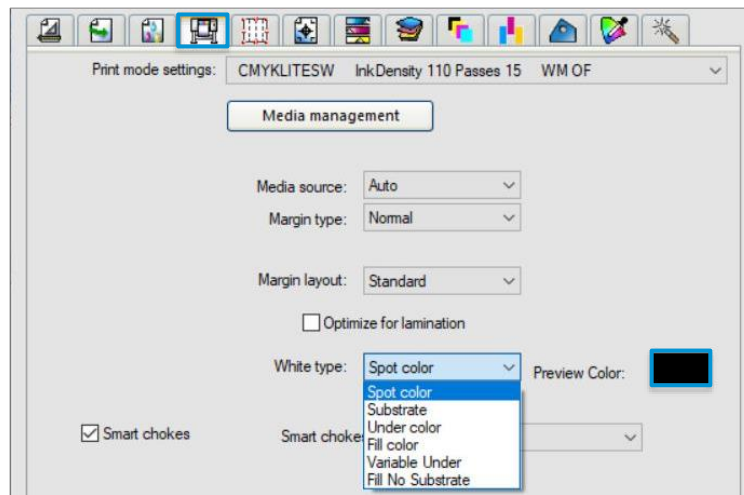 Print mode settings: CMYKLITESW InkDensity 110 Passes 15 WM OF
Media management
Media source: Auto
Margin type: Normal
Margin layout: Standard
Optimize for lamination
White type: Spot color Preview Color:
Spot color
Substrate
Under color
Smart chokes Smart choke
Fill color
Variable Under
Fill No Substrate